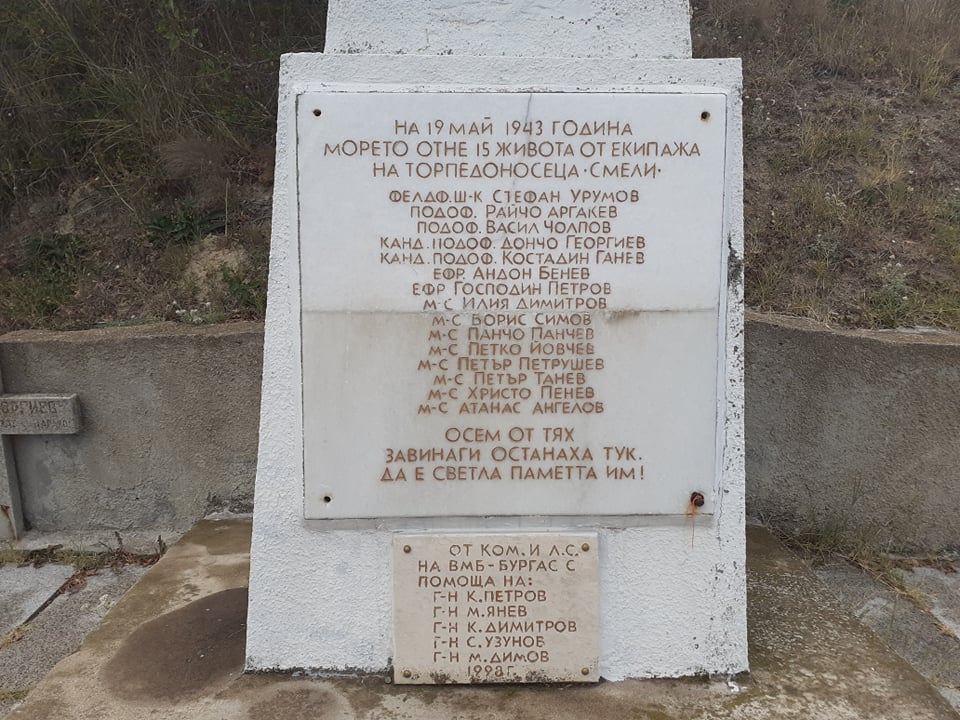 НА 19 МАЙ 1943 ГОДИНА
МОРЕТО ОТНЕ 15 ЖИВОТА ОТ ЕКИПАЖА
НА ТОРПЕДОНОСЕЦА · СМЕЛИ ·
ФЕЛДФ. Ш-К СТЕФАН УРУМОВ
ПОДОФ. РАЙЧО АРГАКЕВ
ПОДОФ. ВАСИЛ ЧОЛПОВ
КАНД. ПОДОФ. ДОНЧО ГЕОРГИЕВ
КАНД. ПОДОФ. КОСТАДИН ГАНЕВ
ЕФР. АНДОН БЕНЕВ
ЕФР ГОСПОДИН ПЕТРОВ
М-С ИЛИЯ ДИМИТРОВ
М-С БОРИС СИМОВ
М-С ПАНЧО ПАНЧЕВ
М-С ПЕТКО ЙОВЧЕВ
М-С ПЕТЪР ПЕТРУШЕВ
М-С ПЕТЪР ТАНЕВ
М-С ХРИСТО ПЕНЕВ
М-С АТАНАС АНГЕЛОВ
ОСЕМ ОТ ТЯХ
ЗАВИНАГИ ОСТАНАХА ТУК.
ДА Е СВЕТЛА ПАМЕТТА ИМ!
ОТ КОМ. И Л.С.
НА ВМБ - БУРГАС С
ПОМОЩА НА:
Г-Н К. ПЕТРОВ
Г-Н М. ЯНЕВ
Г-Н К. ДИМИТРОВ
Г-Н С. УЗУНОВ
Г-Н М. ДИМОВ
1998 Г.